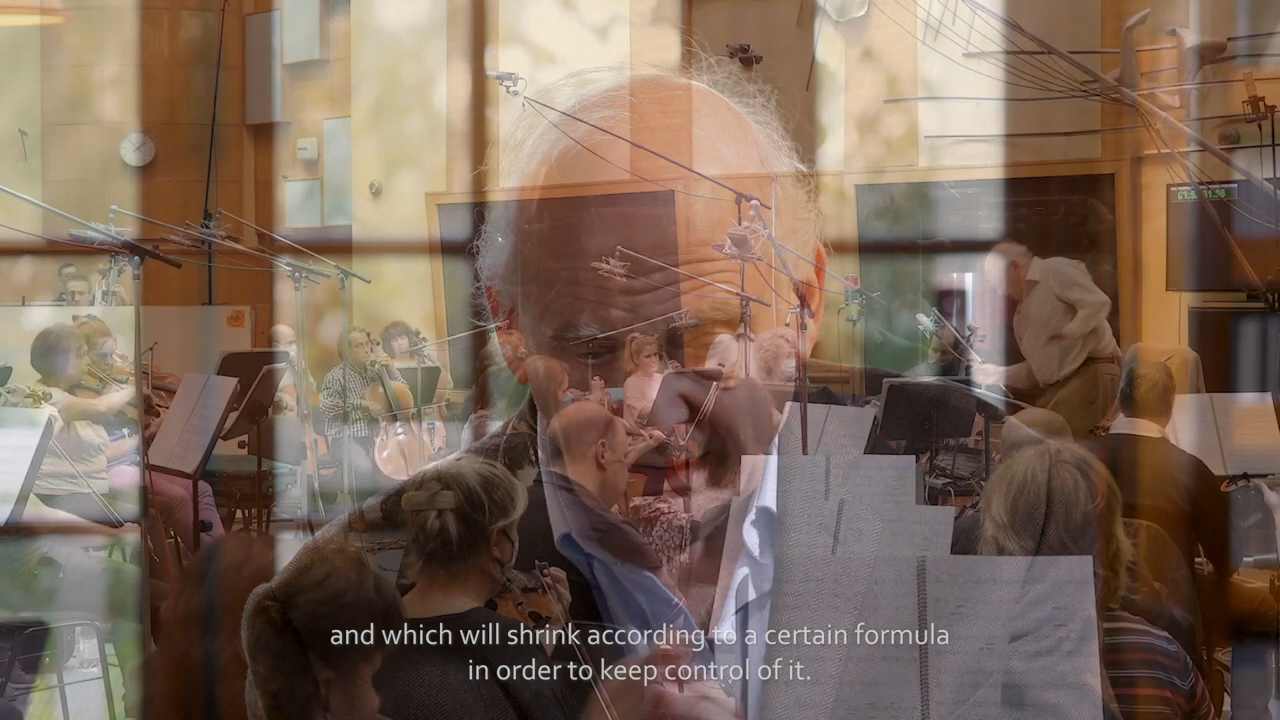 and which will shrink according to a certain formula
in order to keep control of it.